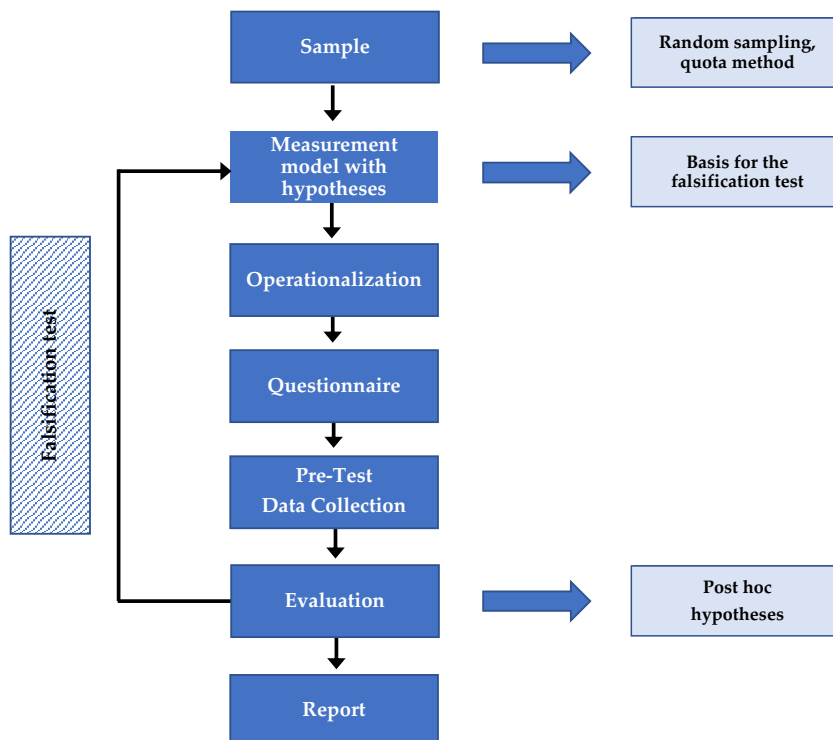 Sample
Random sampling,
quota method
Measurement
model with
hypotheses
Basis for the
falsification test
Falsification test
Operationalization
Questionnaire
Pre-Test
Data Collection
Evaluation
Post hoc
hypotheses
Report